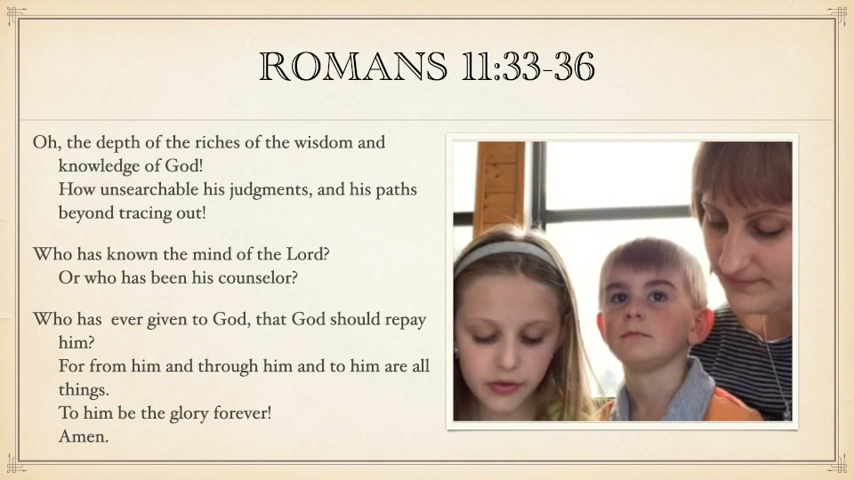 ROMANS 11:33-36
Oh, the depth of the riches of the wisdom and
knowledge of God!
How unsearchable his judgments, and his paths
beyond tracing out!
Who has known the mind of the Lord?
Or who has been his counselor?
Who has  ever given to God, that God should repay
him?
For from him and through him and to him are all
things.
To him be the glory forever!
Amen.